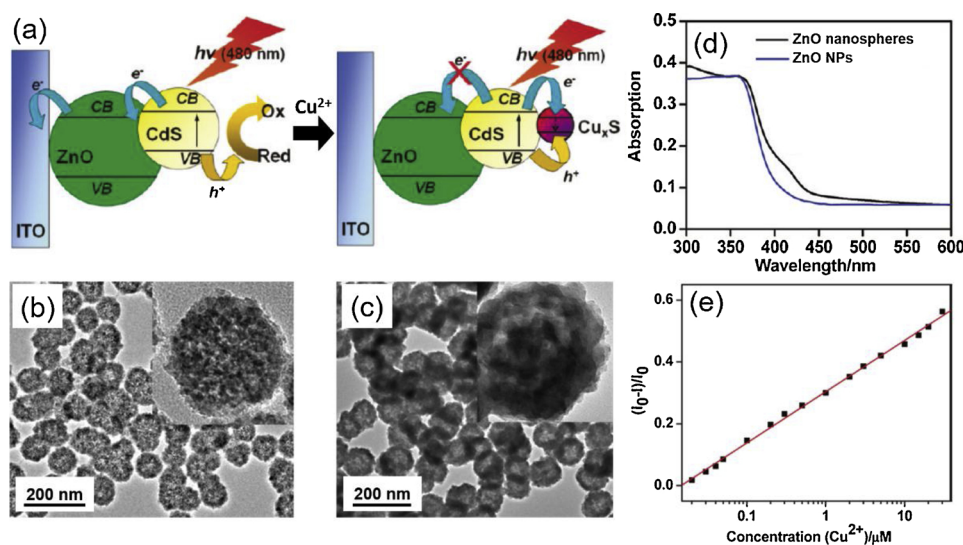 (a)
hν (480 nm)
e-
e-
CB
CB
ZnO
CdS
VB
VB
h+
Ox
Red
ITO
Cu2+
hν (480 nm)
e-
e-
CB
CB
ZnO
CdS
CuxS
VB
VB
h+
ITO
(b)
200 nm
(c)
200 nm
(d)
ZnO nanospheres
ZnO NPs
Absorption
0.5
0.4
0.3
0.2
0.1
0.0
300 350 400 450 500 550 600
Wavelength/nm
(e)
(I0-I)/I0
0.6
0.4
0.2
0.0
0.1 1 10
Concentration (Cu2+)/μM